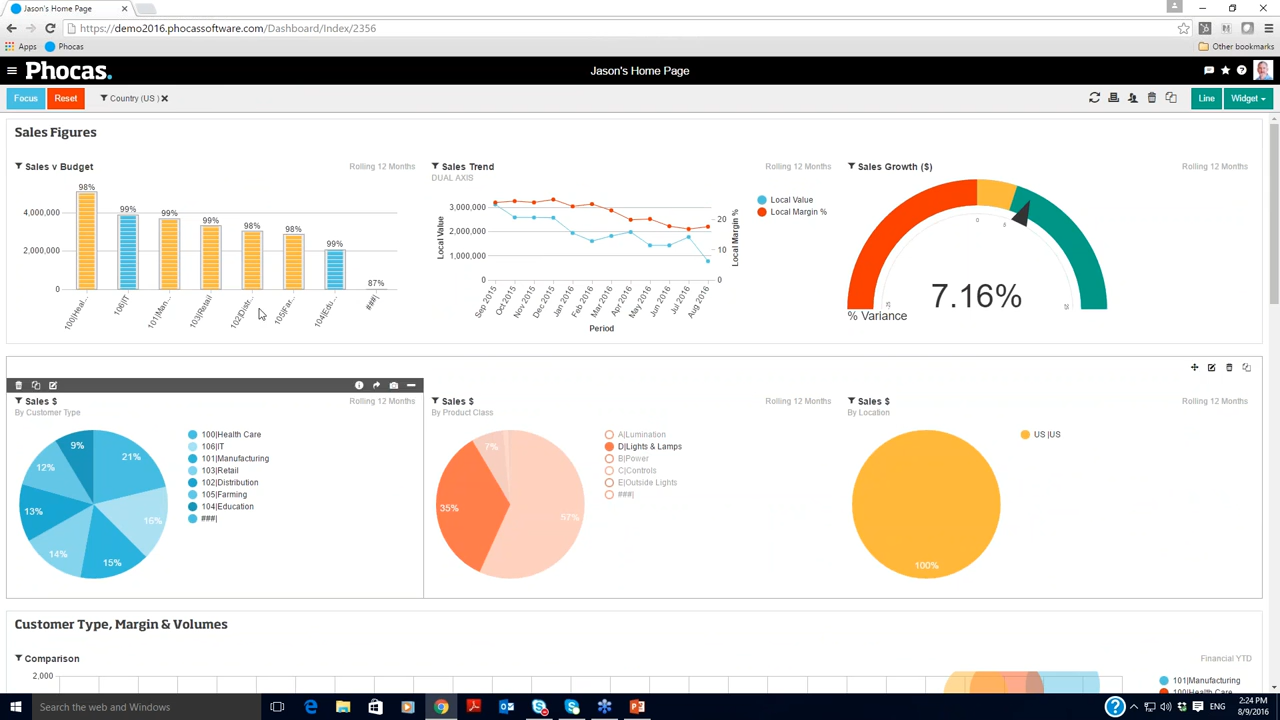 Jason's Home Page
https://demo2016.phocassoftware.com/Dashboard/Index/2356
Apps Phocas Other bookmarks
Phocas. Jason's Home Page
Focus Reset Country (US ) Line Widget
Sales Figures
Sales v Budget Rolling 12 Months
98% 99% 99% 99% 98% 98% 99% 87%
4,000,000
2,000,000
0
100|Heal... 106|IT 101|Man... 103|Retail 102|Distr... 105|Far... 104|Edu... ###|
Sales Trend Rolling 12 Months
DUAL AXIS
Local Value
Local Margin %
3,000,000
2,000,000
1,000,000
0
20
10
0
Local Value
Local Margin %
Sep 2015 Oct 2015 Nov 2015 Dec 2015 Jan 2016 Feb 2016 Mar 2016 Apr 2016 May 2016 Jun 2016 Jul 2016 Aug 2016
Period
Sales Growth ($) Rolling 12 Months
0
7.16%
% Variance
Sales $ Rolling 12 Months
By Customer Type
21%
16%
15%
14%
13%
12%
9%
100|Health Care
106|IT
101|Manufacturing
103|Retail
102|Distribution
105|Farming
104|Education
###|
Sales $ Rolling 12 Months
By Product Class
57%
35%
7%
A|Lumination
D|Lights & Lamps
B|Power
C|Controls
E|Outside Lights
###|
Sales $ Rolling 12 Months
By Location
100%
US |US
Customer Type, Margin & Volumes
Comparison Financial YTD
2,000
101|Manufacturing
100|Health Care
Search the web and Windows
ENG
2:24 PM
8/9/2016